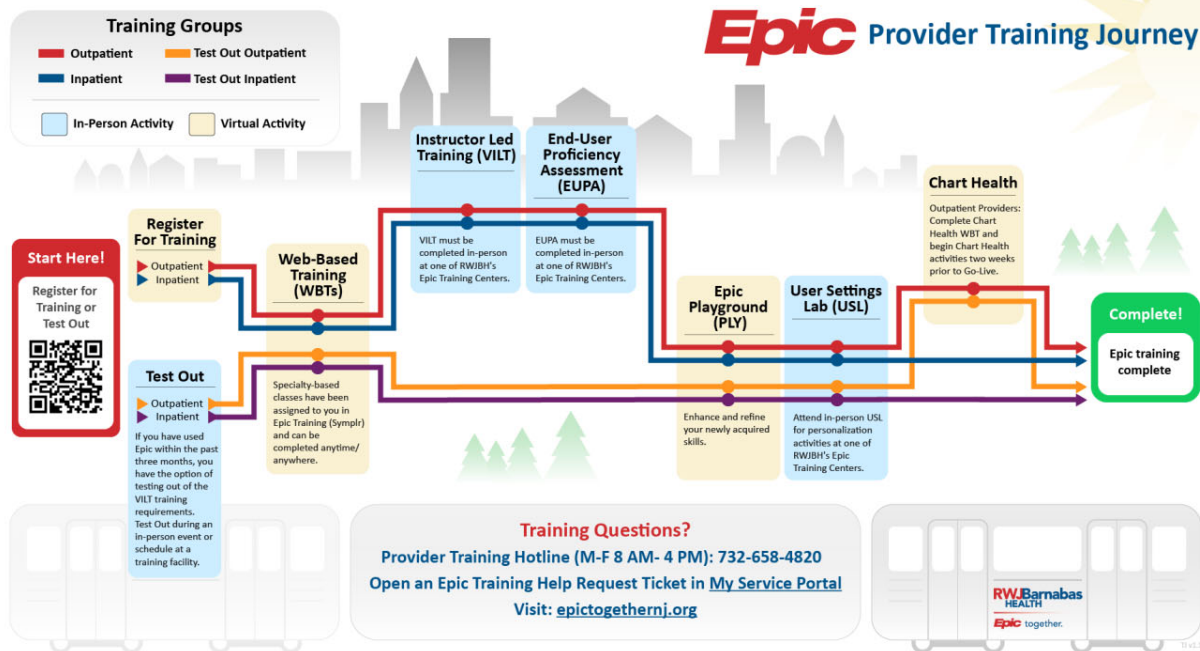 Training Groups
Outpatient
Test Out Outpatient
Inpatient
Test Out Inpatient
In-Person Activity
Virtual Activity
Epic Provider Training Journey
Start Here!
Register for
Training or
Test Out
Register
For Training
Outpatient
Inpatient
Test Out
Outpatient
Inpatient
If you have used
Epic within the past
three months, you
have the option of
testing out of the
VILT training
requirements.
Test Out during an
in-person event or
schedule at a
training facility.
Web-Based
Training
(WBTs)
Specialty-based
classes have been
assigned to you in
Epic Training (Symplr)
and can be
completed anytime/
anywhere.
Instructor Led
Training (VILT)
VILT must be
completed in-person
at one of RWJBH's
Epic Training Centers.
End-User
Proficiency
Assessment
(EUPA)
EUPA must be
completed in-person
at one of RWJBH's
Epic Training Centers.
Epic
Playground
(PLY)
Enhance and refine
your newly acquired
skills.
User Settings
Lab (USL)
Attend in-person USL
for personalization
activities at one of
RWJBH's Epic
Training Centers.
Chart Health
Outpatient Providers:
Complete Chart
Health WBT and
begin Chart Health
activities two weeks
prior to Go-Live.
Complete!
Epic training
complete
Training Questions?
Provider Training Hotline (M-F 8 AM- 4 PM): 732-658-4820
Open an Epic Training Help Request Ticket in My Service Portal
Visit: epictogethernj.org
RWJBarnabas
HEALTH
Epic together.